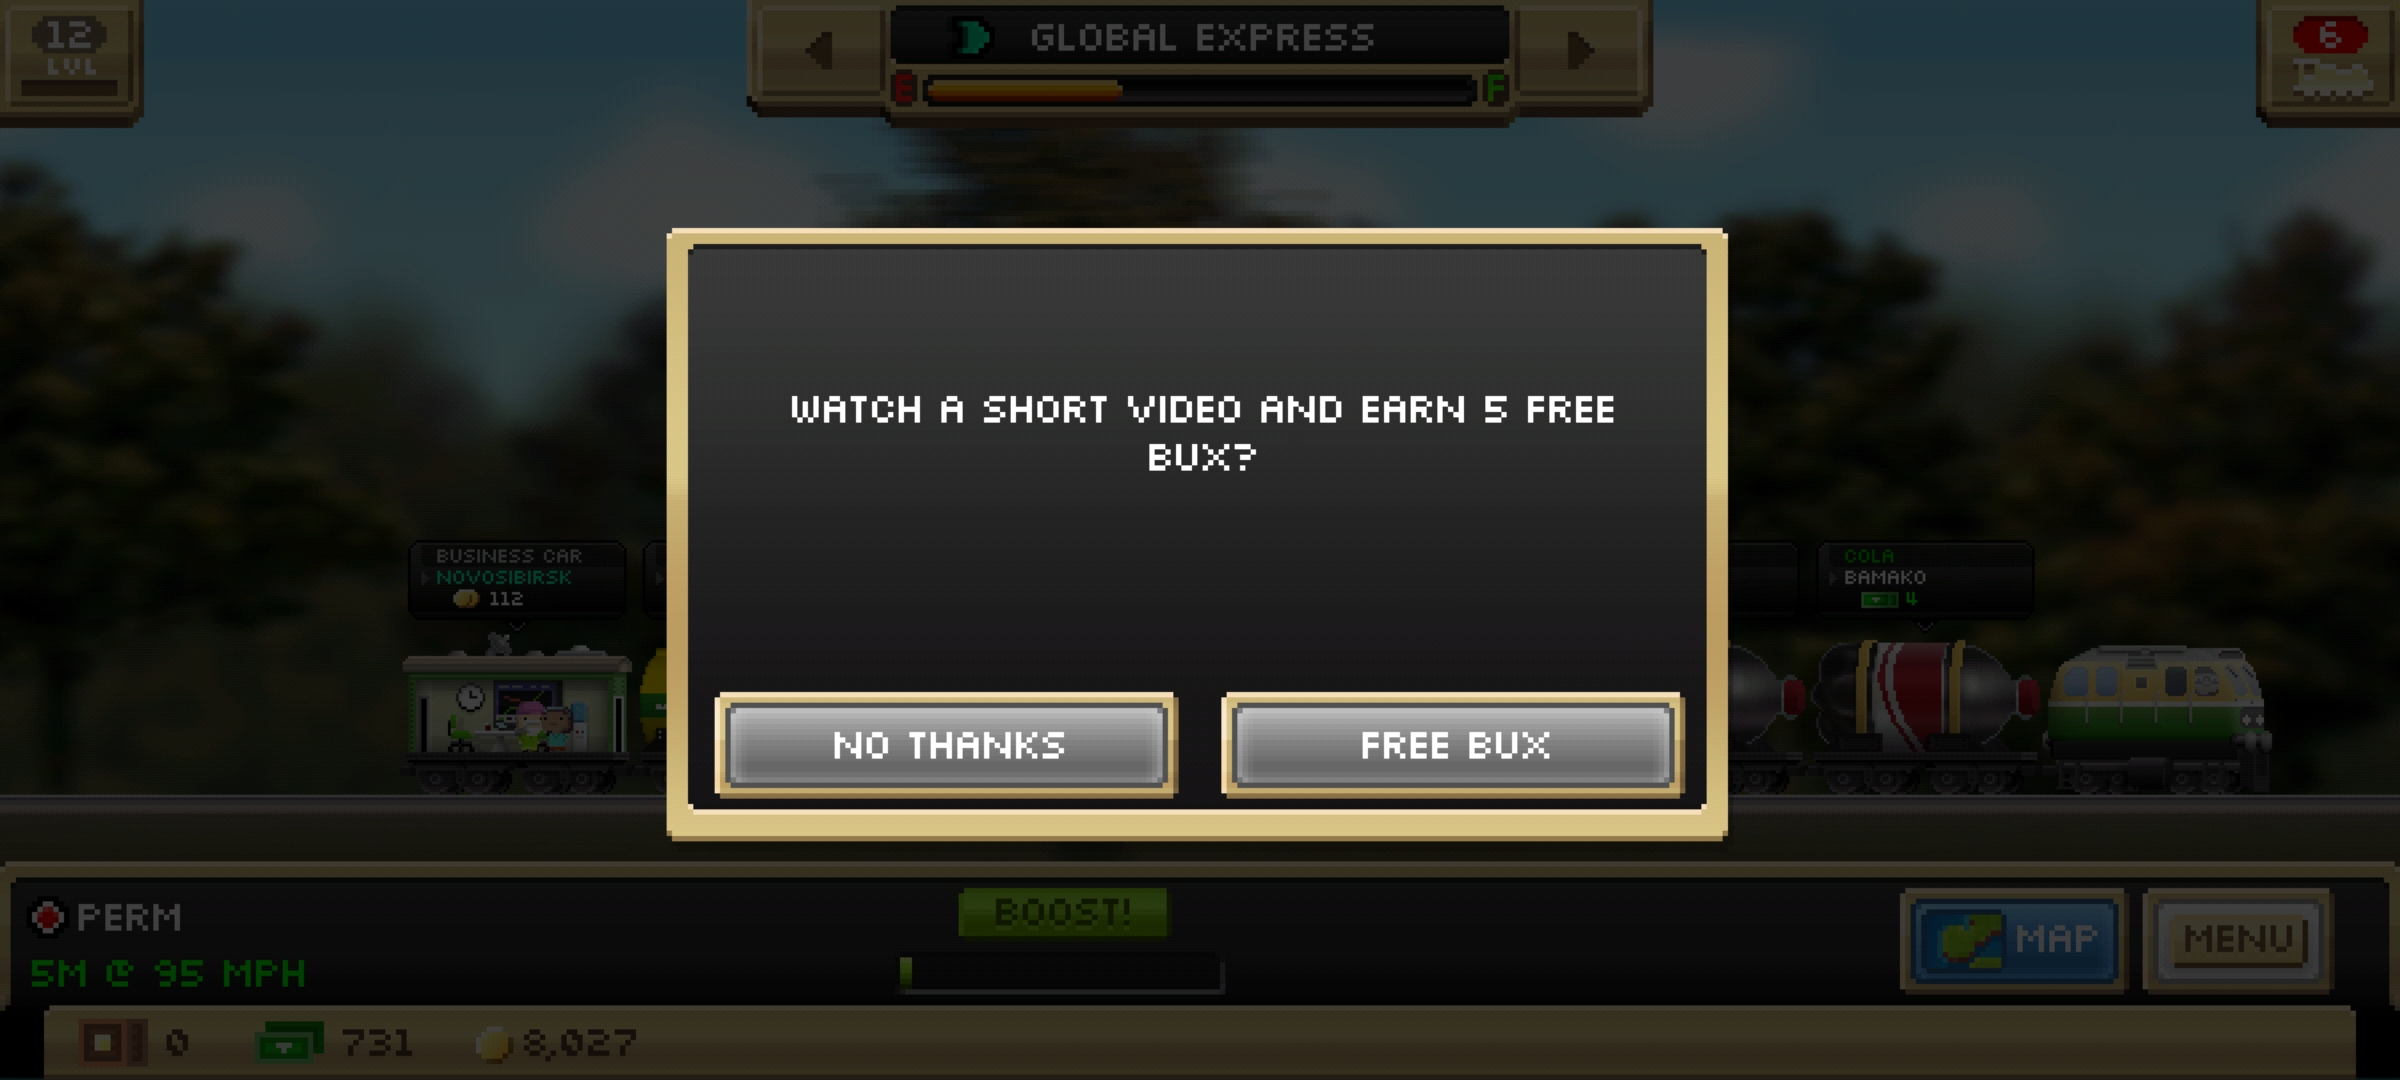 12
LVL
GLOBAL EXPRESS
E F
6
WATCH A SHORT VIDEO AND EARN 5 FREE
BUX?
NO THANKS
FREE BUX
BUSINESS CAR
NOVOSIBIRSK
112
COLA
BAMAKO
4
PERM
5M @ 95 MPH
BOOST!
MAP
MENU
0
731
8,027